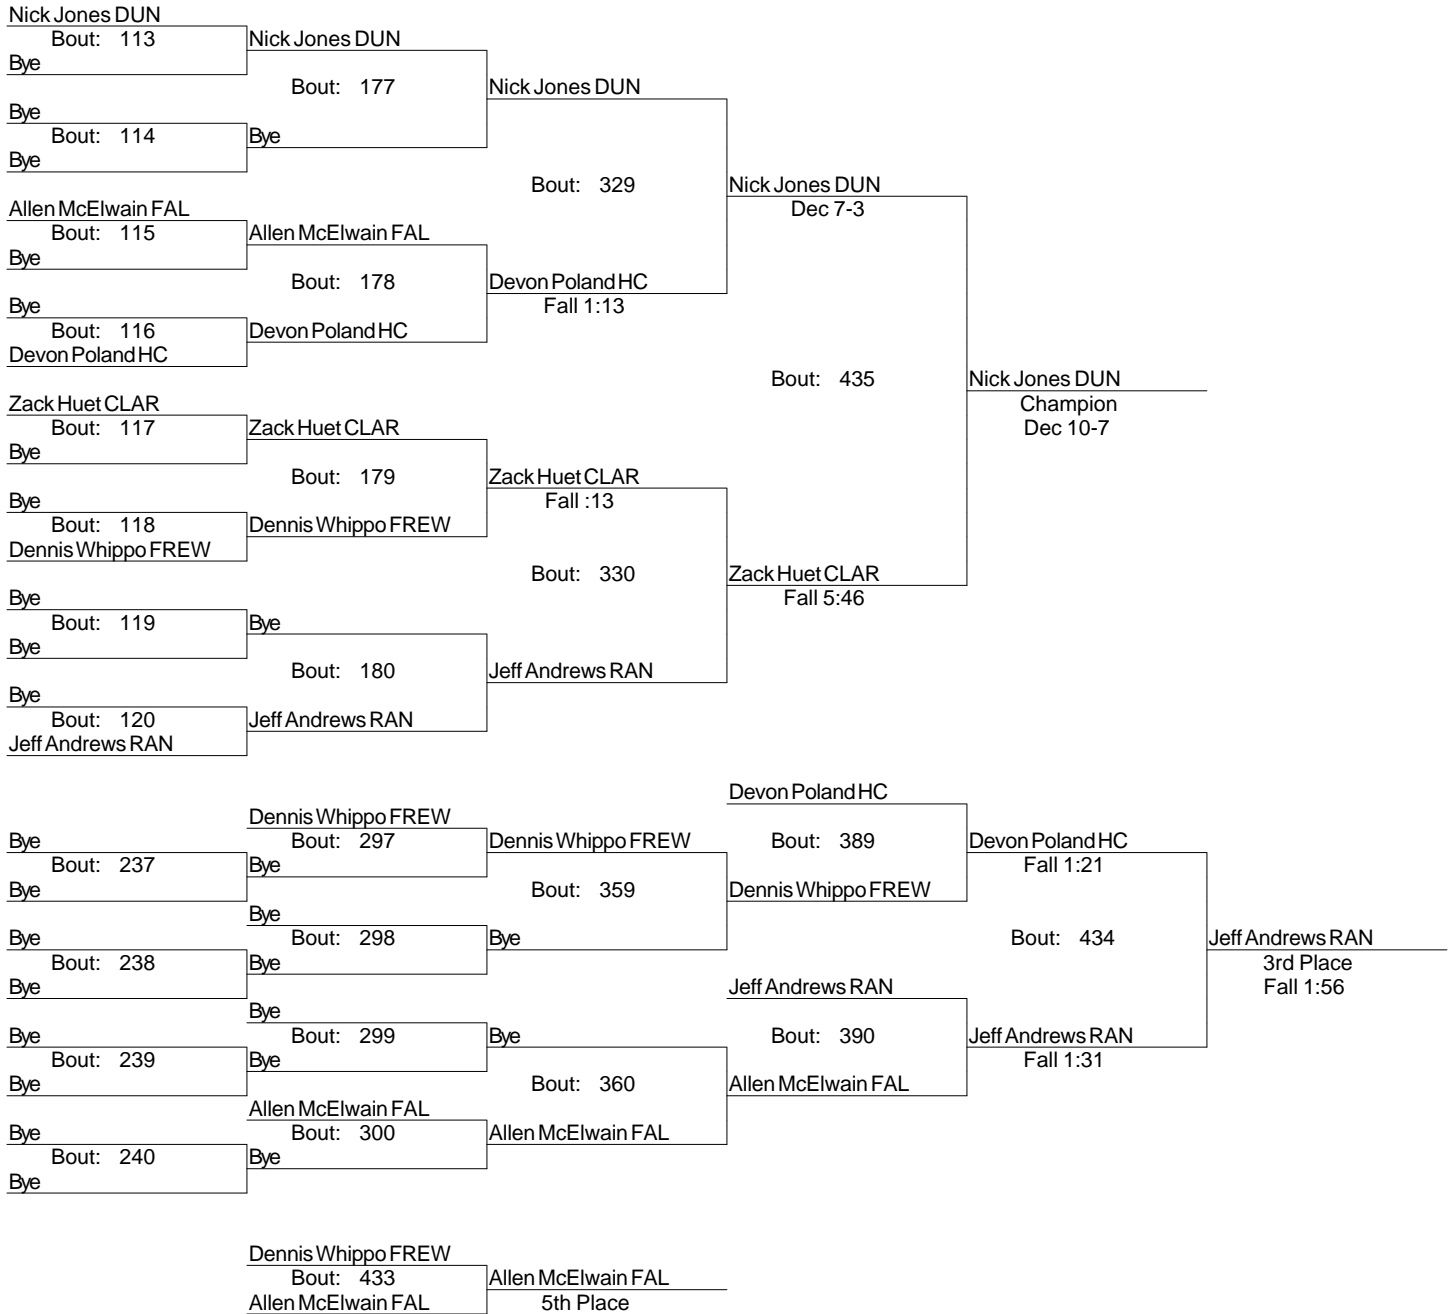 Nick Jones DUN
Bout: 113
Bye
Bye
Bout: 114
Bye
Allen McElwain FAL
Bout: 115
Bye
Bye
Bout: 116
Devon Poland HC
Zack Huet CLAR
Bout: 117
Bye
Bye
Bout: 118
Dennis Whippo FREW
Bye
Bout: 119
Bye
Bye
Bout: 120
Jeff Andrews RAN
Nick Jones DUN
Bout: 177
Bye
Allen McElwain FAL
Bout: 178
Devon Poland HC
Zack Huet CLAR
Bout: 179
Dennis Whippo FREW
Bye
Bout: 180
Jeff Andrews RAN
Nick Jones DUN
Bout: 329
Devon Poland HC
Fall 1:13
Zack Huet CLAR
Fall :13
Bout: 330
Jeff Andrews RAN
Nick Jones DUN
Dec 7-3
Bout: 435
Zack Huet CLAR
Fall 5:46
Nick Jones DUN
Champion
Dec 10-7
Bye
Bout: 237
Bye
Bye
Bout: 238
Bye
Bye
Bout: 239
Bye
Bye
Bout: 240
Bye
Dennis Whippo FREW
Bout: 297
Bye
Bye
Bout: 298
Bye
Bye
Bout: 299
Bye
Allen McElwain FAL
Bout: 300
Bye
Dennis Whippo FREW
Bout: 359
Bye
Bye
Bout: 360
Allen McElwain FAL
Devon Poland HC
Bout: 389
Dennis Whippo FREW
Jeff Andrews RAN
Bout: 390
Allen McElwain FAL
Devon Poland HC
Fall 1:21
Bout: 434
Jeff Andrews RAN
Fall 1:31
Jeff Andrews RAN
3rd Place
Fall 1:56
Dennis Whippo FREW
Bout: 433
Allen McElwain FAL
Allen McElwain FAL
5th Place